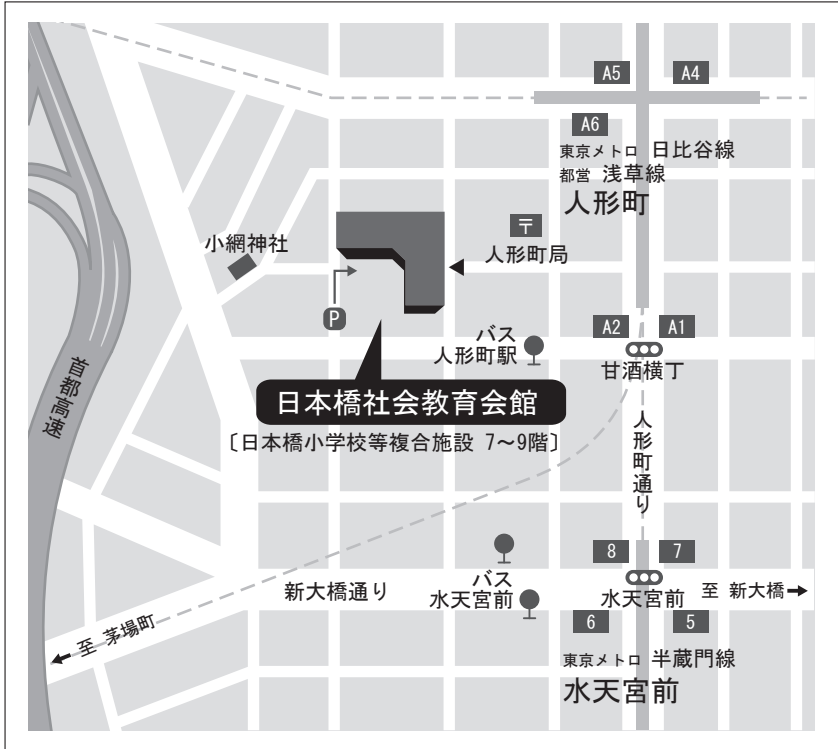 A5
A4
A6
東京メトロ 日比谷線
都営 浅草線
人形町
〒
人形町局
小網神社
P
バス
人形町駅
A2
A1
甘酒横丁
首都高速
日本橋社会教育会館
〔日本橋小学校等複合施設 7〜9階〕
人形町通り
8
7
新大橋通り
バス
水天宮前
水天宮前
至 新大橋
6
5
至 茅場町
東京メトロ 半蔵門線
水天宮前